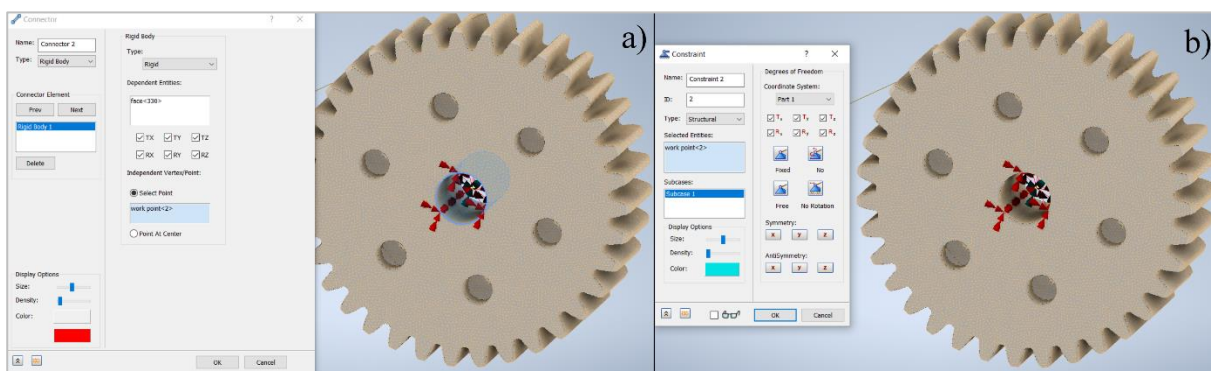 Connector
?
Rigid Body
Name:
Connector 2
Type:
Rigid Body
Type:
Rigid
Dependent Entities:
face<330>
Connector Element
Prev
Next
Rigid Body 1
TX
TY
TZ
RX
RY
RZ
Delete
Independent Vertex/Point:
Select Point
work point<2>
Point At Center
Display Options
Size:
Density:
Color:
OK
Cancel
a)
Constraint
?
Name:
Constraint 2
ID:
2
Type:
Structural
Selected Entities:
work point<2>
Subcases:
Subcase 1
Display Options
Size:
Density:
Color:
Degrees of Freedom
Coordinate System:
Part 1
Fixed
No
Free
No Rotation
Symmetry:
x
y
z
AntiSymmetry:
x
y
z
OK
Cancel
b)